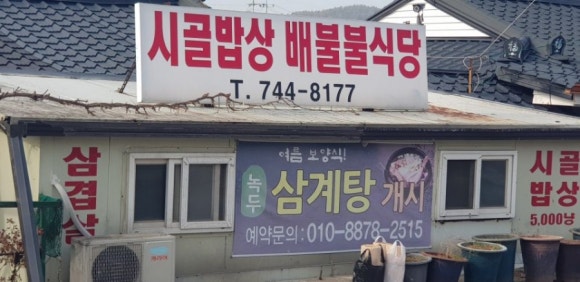 시골밥상 배불불식당
T. 744-8177
삼겹살
여름 보양식!
녹두
삼계탕 개시
예약문의 : 010-8878-2515
시골
밥상
5.000냥